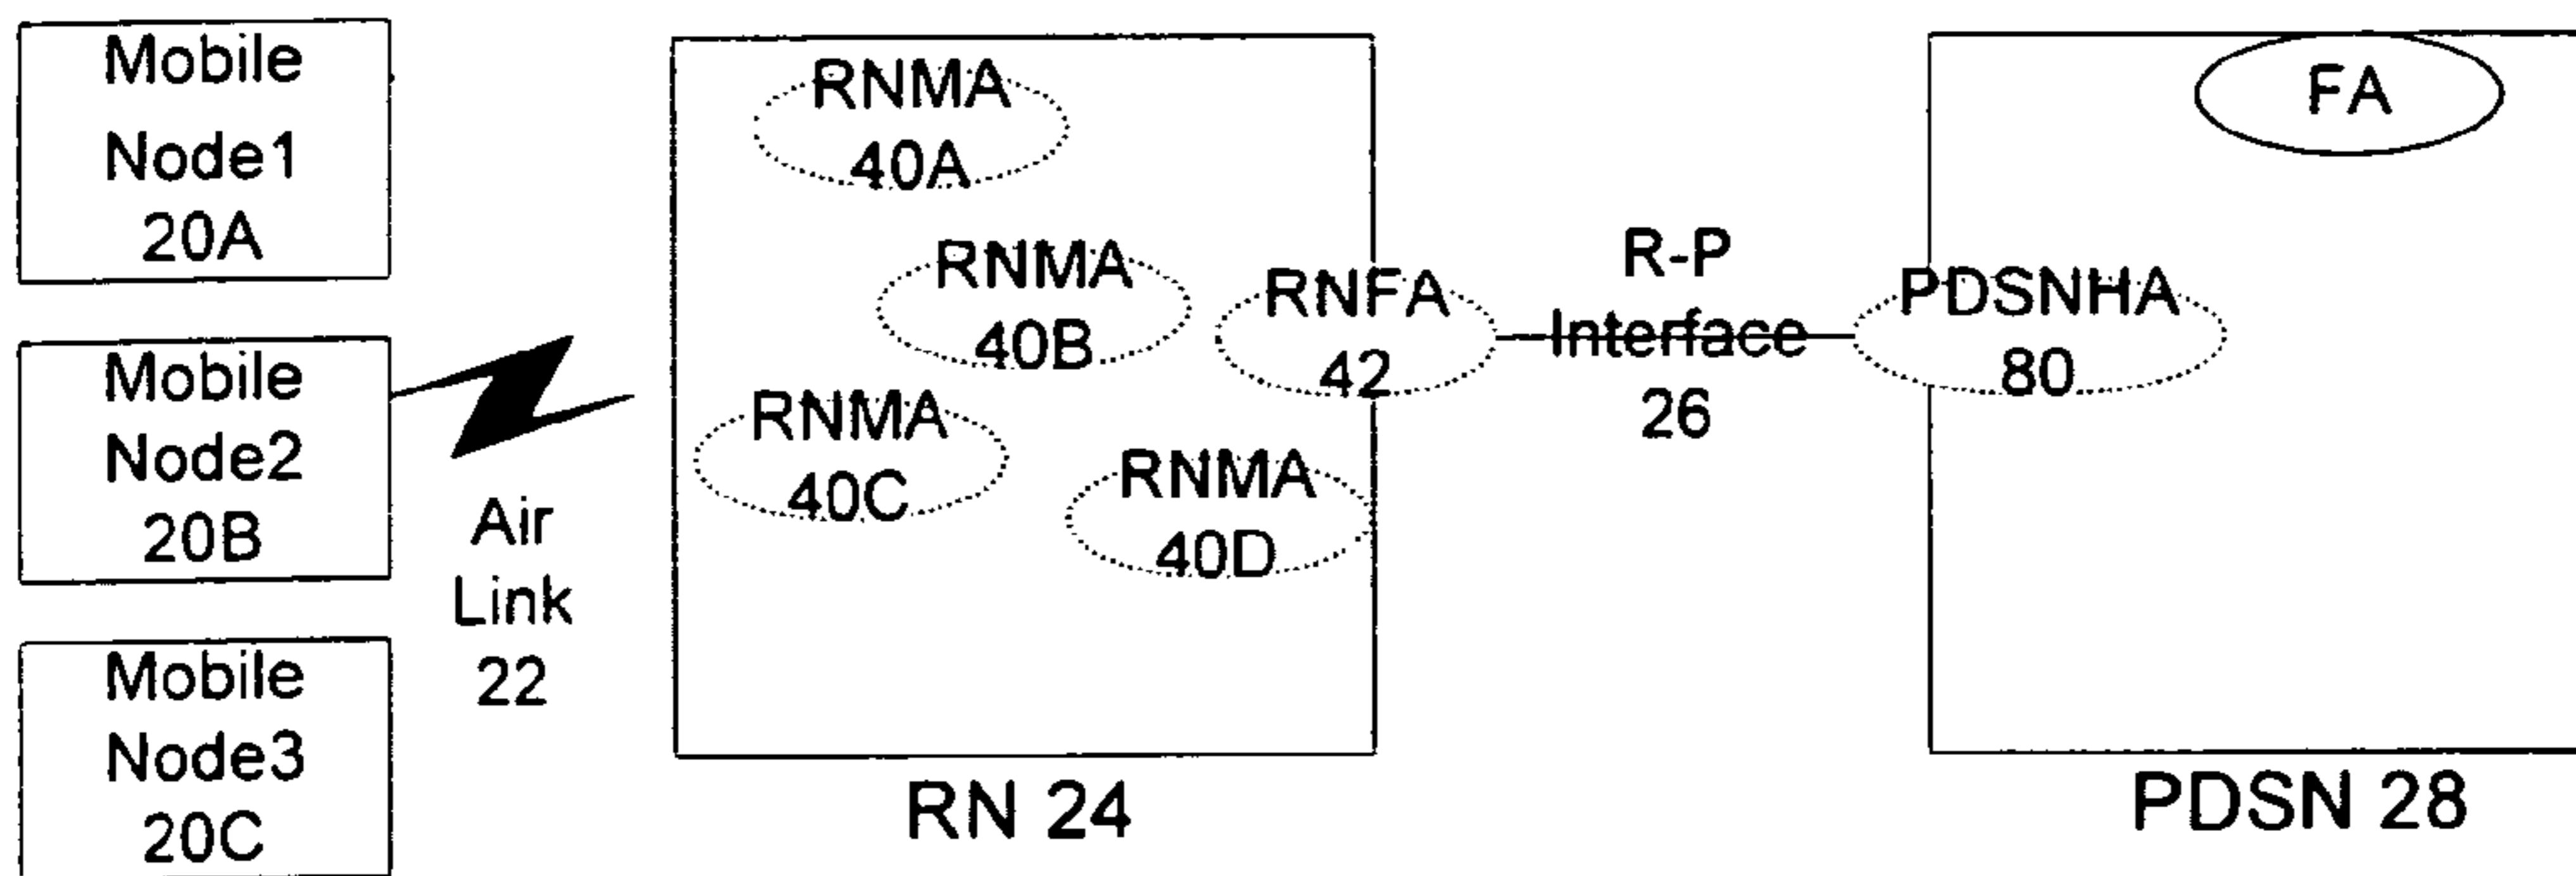 Mobile
Node1
20A
Mobile
Node2
20B
Mobile
Node3
20C
Air
Link
22
RNMA
40A
RNMA
40B
RNMA
40C
RNMA
40D
RNFA
42
RN 24
R-P
Interface
26
FA
PDSNHA
80
PDSN 28